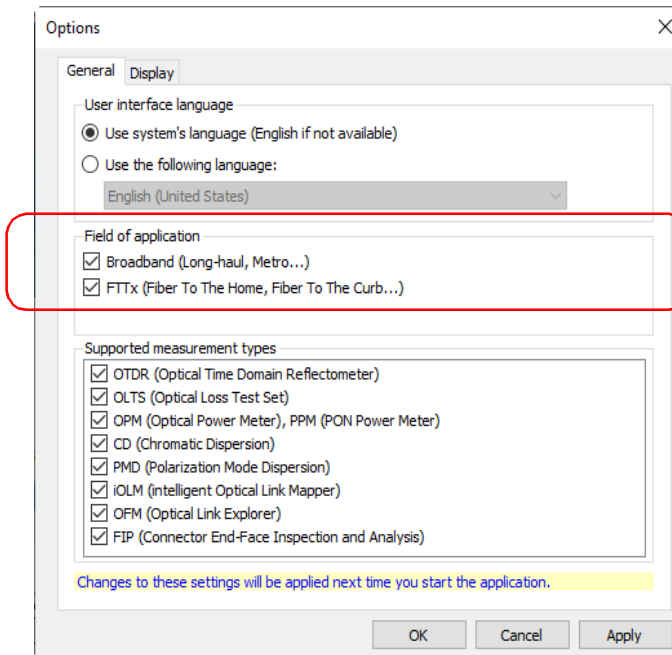 Options
General Display
User interface language
Use system's language (English if not available)
Use the following language:
English (United States)
Field of application
Broadband (Long-haul, Metro...)
FTTx (Fiber To The Home, Fiber To The Curb...)
Supported measurement types
OTDR (Optical Time Domain Reflectometer)
OLTS (Optical Loss Test Set)
OPM (Optical Power Meter), PPM (PON Power Meter)
CD (Chromatic Dispersion)
PMD (Polarization Mode Dispersion)
iOLM (intelligent Optical Link Mapper)
OFM (Optical Link Explorer)
FIP (Connector End-Face Inspection and Analysis)
Changes to these settings will be applied next time you start the application.
OK Cancel Apply